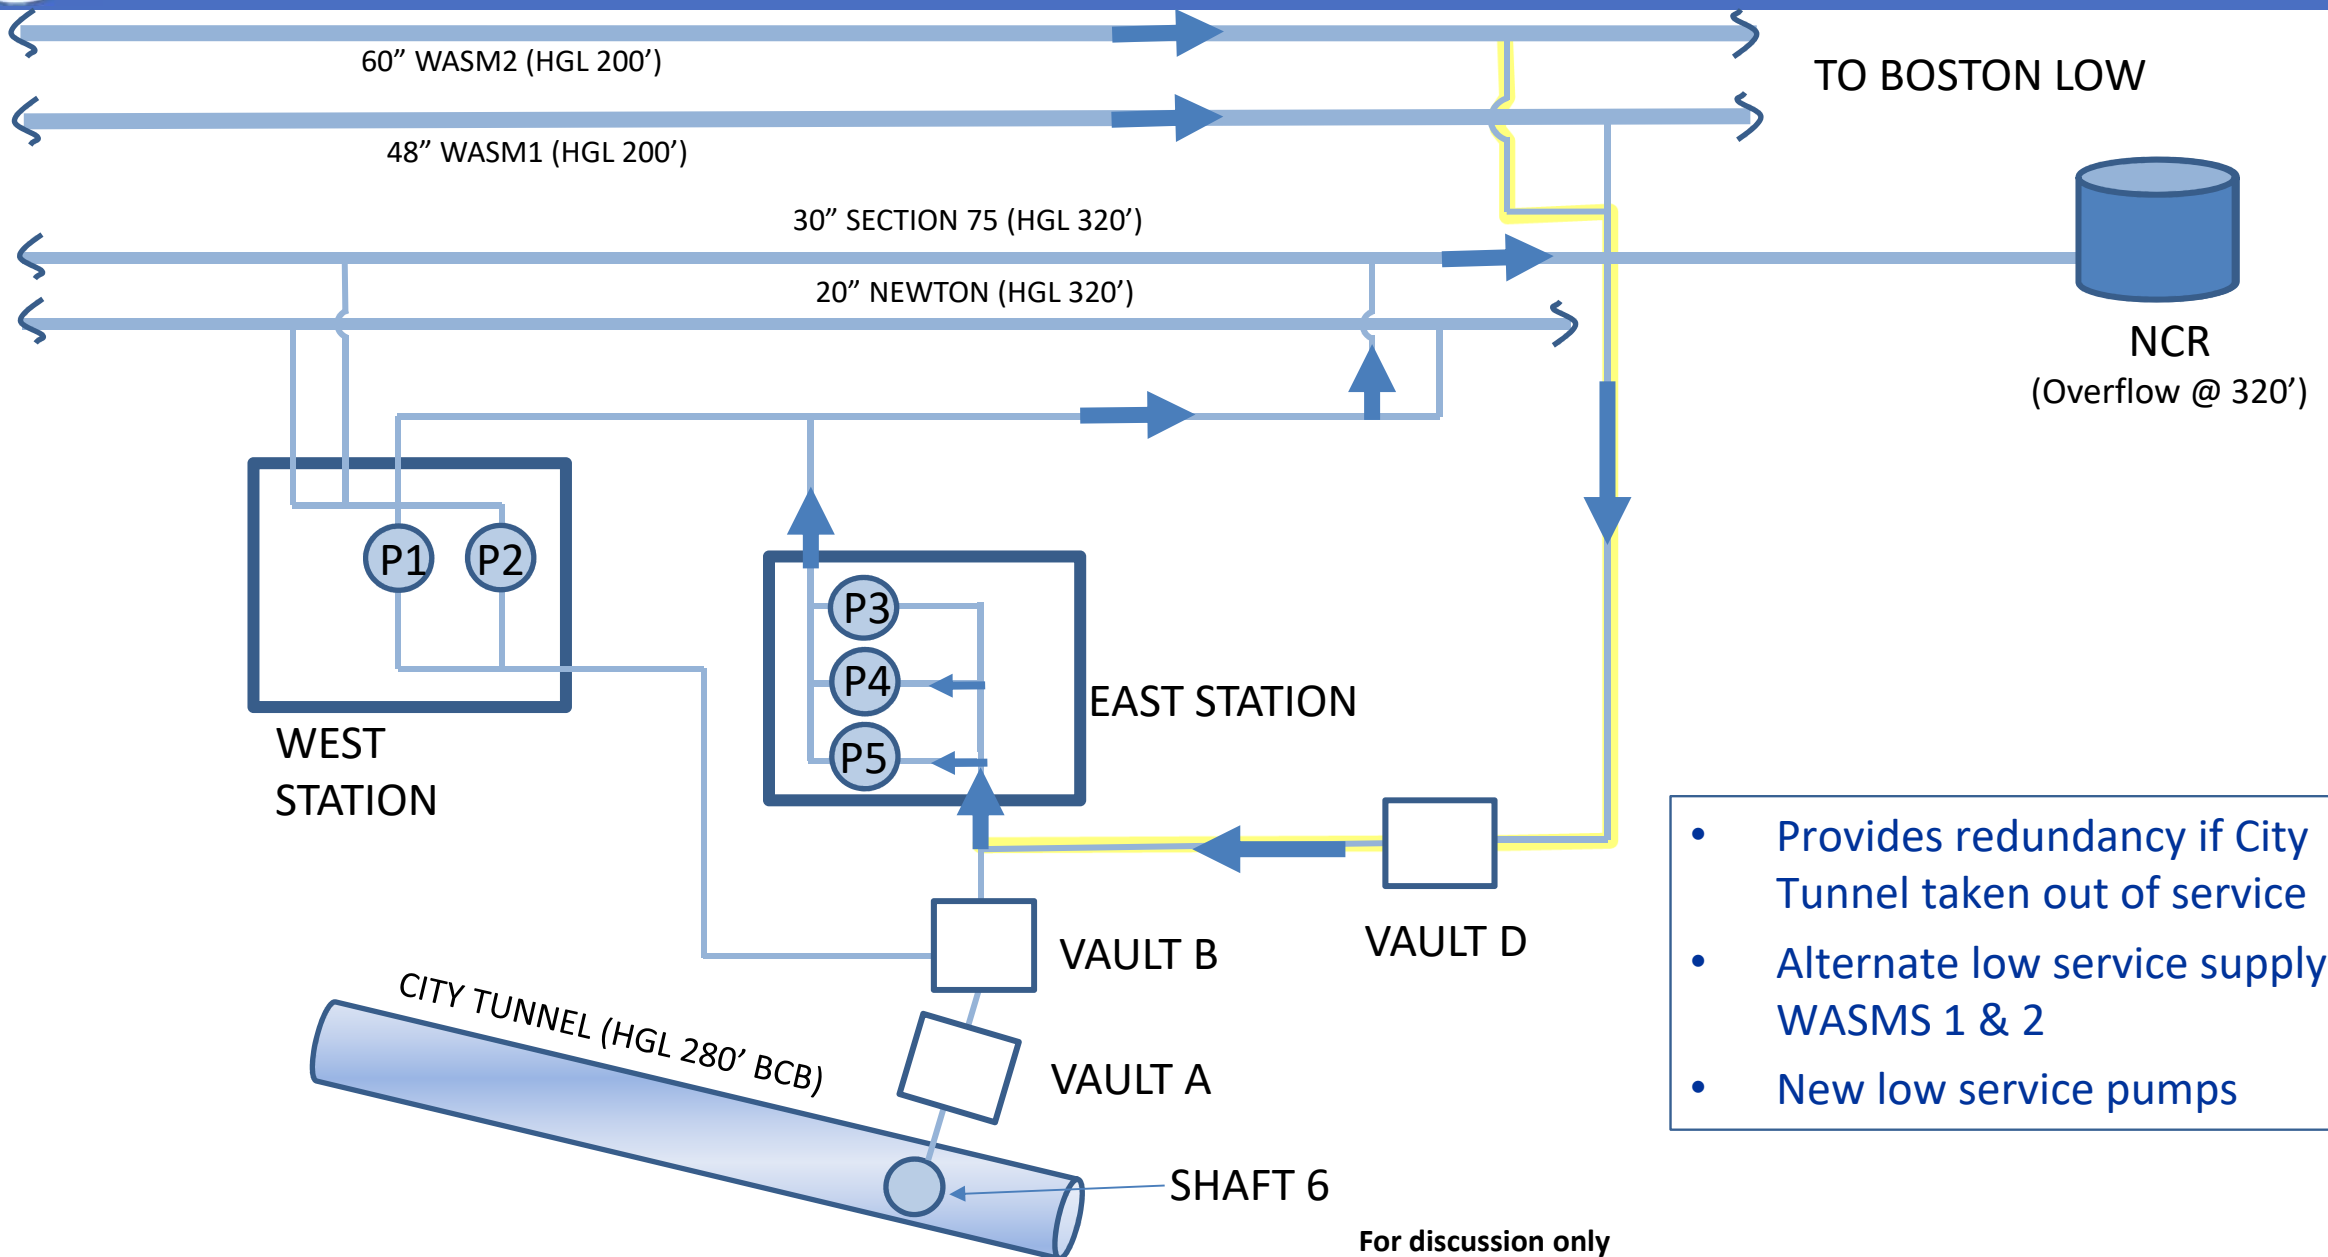 60” WASM2 (HGL 200’)
TO BOSTON LOW
48” WASM1 (HGL 200’)
30” SECTION 75 (HGL 320’)
20” NEWTON (HGL 320’)
NCR
(Overflow @ 320’)
P1
P2
P3
P4
P5
EAST STATION
WEST
STATION
VAULT B
VAULT D
CITY TUNNEL (HGL 280’ BCB)
VAULT A
SHAFT 6
• Provides redundancy if City
Tunnel taken out of service
• Alternate low service supply
WASMS 1 & 2
• New low service pumps
For discussion only